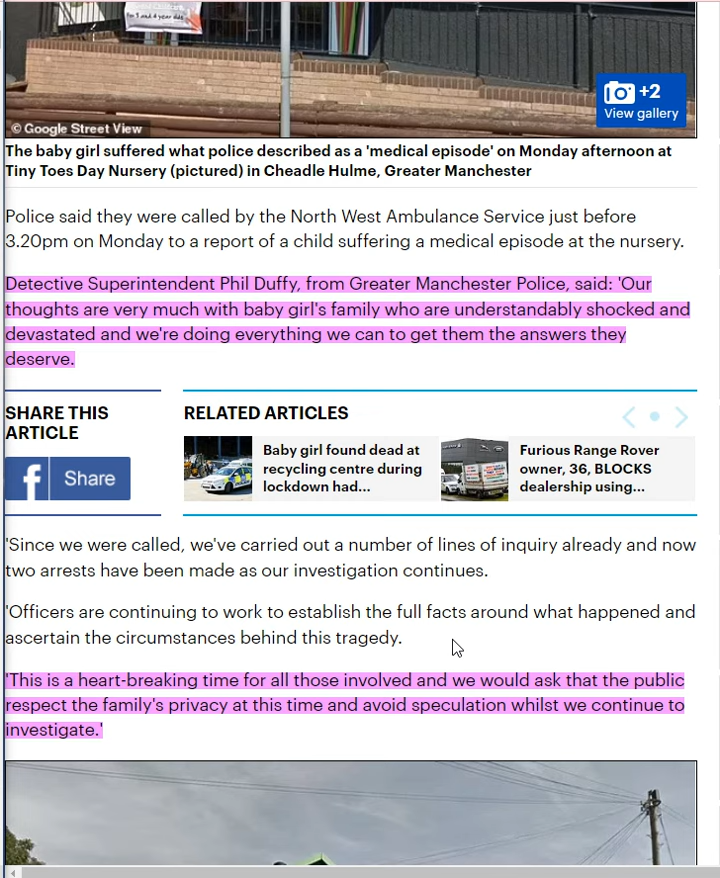 for 3 and 4 year olds
+2
View gallery
© Google Street View
The baby girl suffered what police described as a 'medical episode' on Monday afternoon at
Tiny Toes Day Nursery (pictured) in Cheadle Hulme, Greater Manchester
Police said they were called by the North West Ambulance Service just before
3.20pm on Monday to a report of a child suffering a medical episode at the nursery.
Detective Superintendent Phil Duffy, from Greater Manchester Police, said: 'Our
thoughts are very much with baby girl's family who are understandably shocked and
devastated and we're doing everything we can to get them the answers they
deserve.
SHARE THIS
ARTICLE
f Share
RELATED ARTICLES
Baby girl found dead at
recycling centre during
lockdown had...
Furious Range Rover
owner, 36, BLOCKS
dealership using...
'Since we were called, we've carried out a number of lines of inquiry already and now
two arrests have been made as our investigation continues.
'Officers are continuing to work to establish the full facts around what happened and
ascertain the circumstances behind this tragedy.
'This is a heart-breaking time for all those involved and we would ask that the public
respect the family's privacy at this time and avoid speculation whilst we continue to
investigate.'